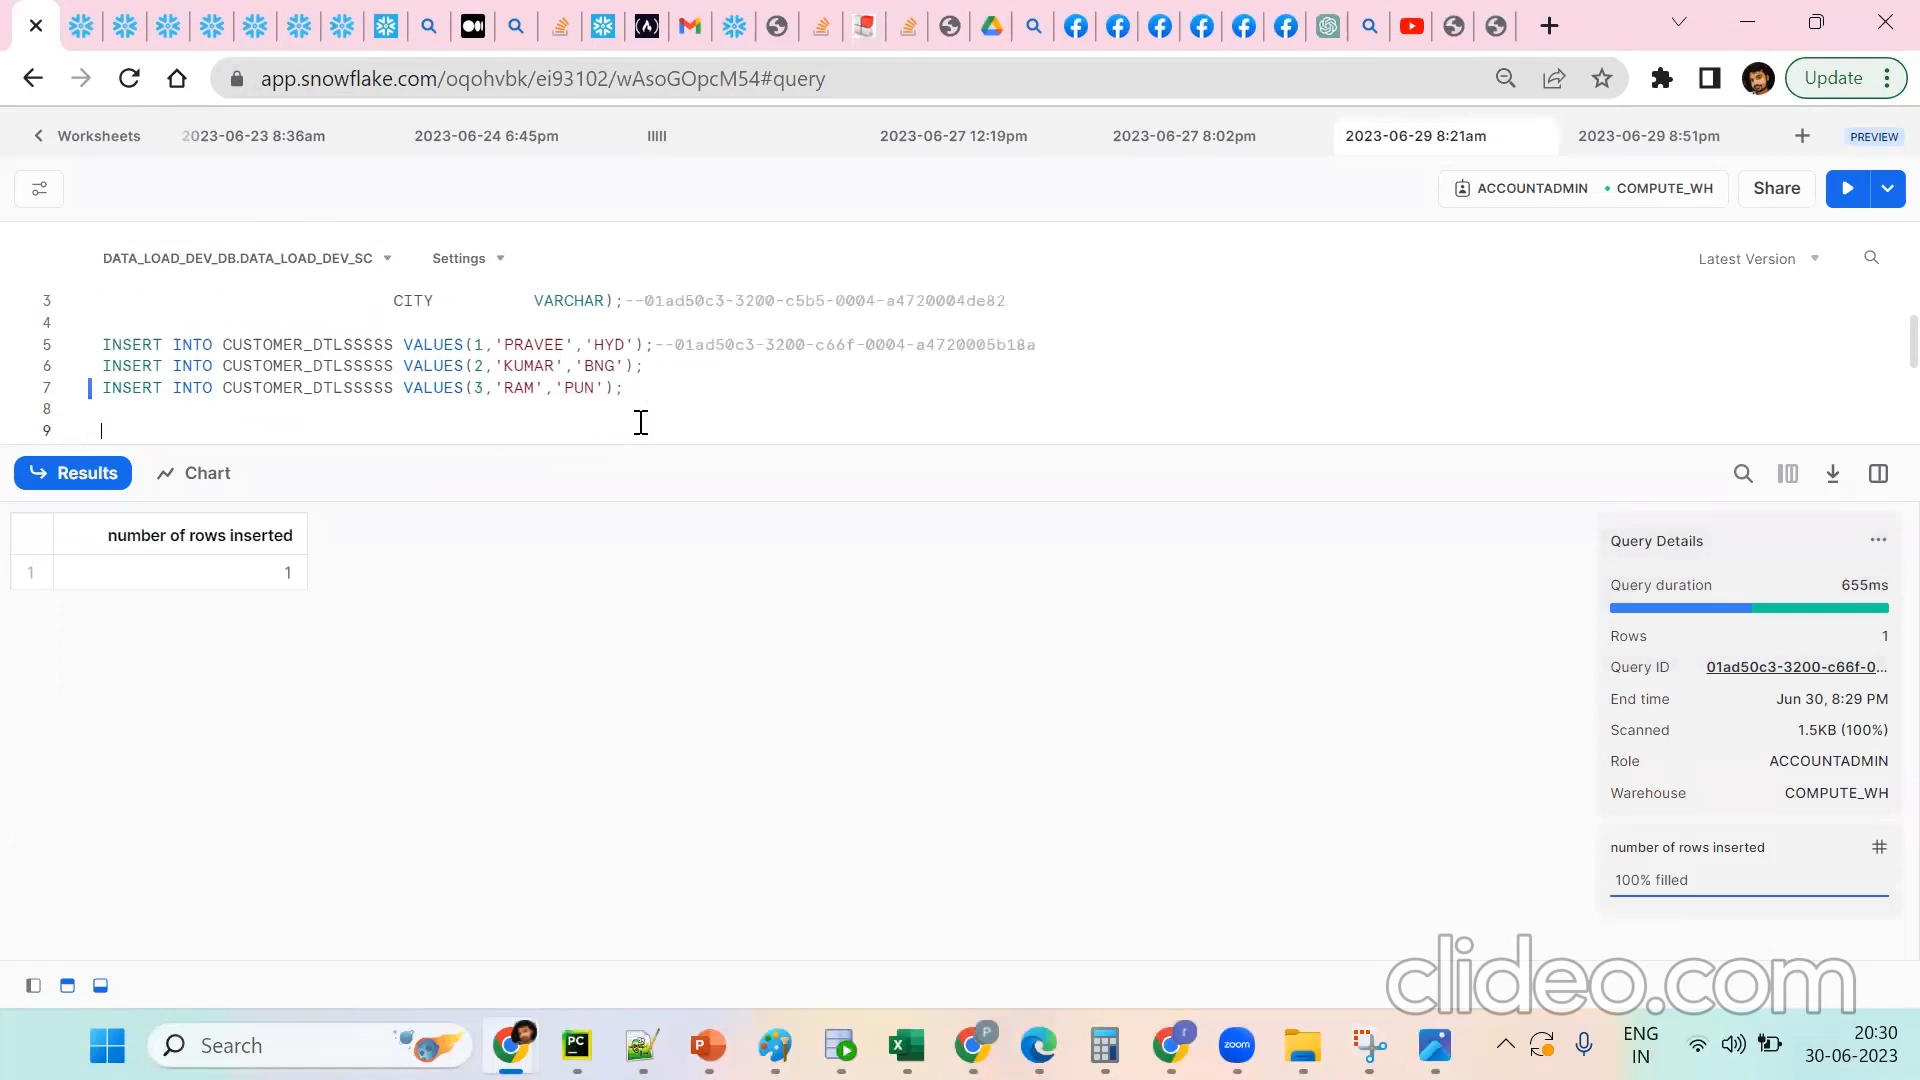 app.snowflake.com/oqohvbk/ei93102/wAsoGOpcM54#query
Update
Worksheets
2023-06-23 8:36am
2023-06-24 6:45pm
lllll
2023-06-27 12:19pm
2023-06-27 8:02pm
2023-06-29 8:21am
2023-06-29 8:51pm
PREVIEW
ACCOUNTADMIN
COMPUTE_WH
Share
DATA_LOAD_DEV_DB.DATA_LOAD_DEV_SC
Settings
Latest Version
3 CITY VARCHAR);--01ad50c3-3200-c5b5-0004-a4720004de82
4
5 INSERT INTO CUSTOMER_DTLSSSSS VALUES(1,'PRAVEE','HYD');--01ad50c3-3200-c66f-0004-a4720005b18a
6 INSERT INTO CUSTOMER_DTLSSSSS VALUES(2,'KUMAR','BNG');
7 INSERT INTO CUSTOMER_DTLSSSSS VALUES(3,'RAM','PUN');
8
9
Results
Chart
number of rows inserted
1 1
Query Details
Query duration 655ms
Rows 1
Query ID 01ad50c3-3200-c66f-0...
End time Jun 30, 8:29 PM
Scanned 1.5KB (100%)
Role ACCOUNTADMIN
Warehouse COMPUTE_WH
number of rows inserted #
100% filled
clideo.com
Search
PC
P
X
P
r
zoom
ENG
IN
20:30
30-06-2023